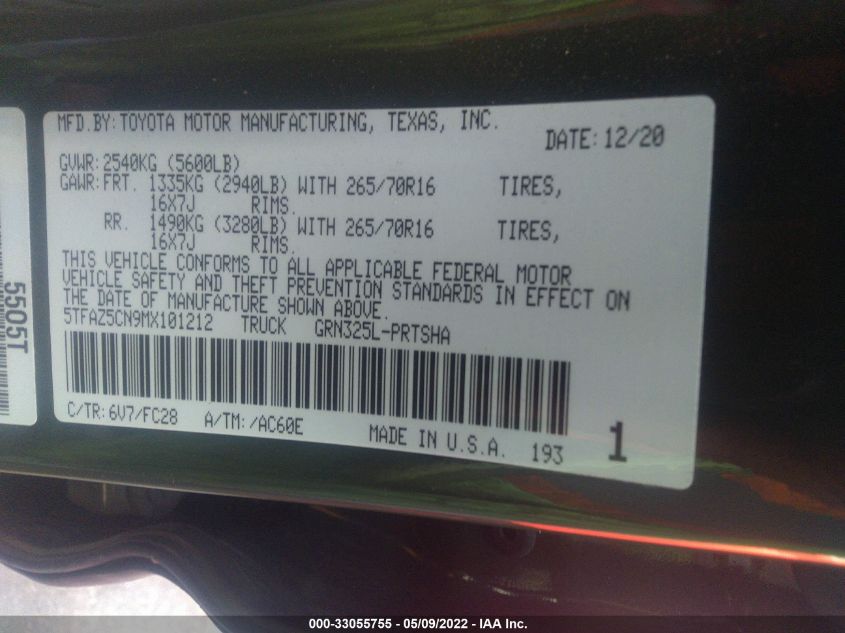 MFD.BY:TOYOTA MOTOR MANUFACTURING, TEXAS, INC.
DATE:12/20
GVWR:2540KG (5600LB)
GAWR:FRT. 1335KG (2940LB) WITH 265/70R16 TIRES,
16X7J RIMS.
RR. 1490KG (3280LB) WITH 265/70R16 TIRES,
16X7J RIMS.
THIS VEHICLE CONFORMS TO ALL APPLICABLE FEDERAL MOTOR
VEHICLE SAFETY AND THEFT PREVENTION STANDARDS IN EFFECT ON
THE DATE OF MANUFACTURE SHOWN ABOVE.
5TFAZ5CN9MX101212 TRUCK GRN325L-PRTSHA
C/TR:6V7/FC28 A/TM:/AC60E MADE IN U.S.A. 193 1
5505T
000-33055755 - 05/09/2022 - IAA Inc.